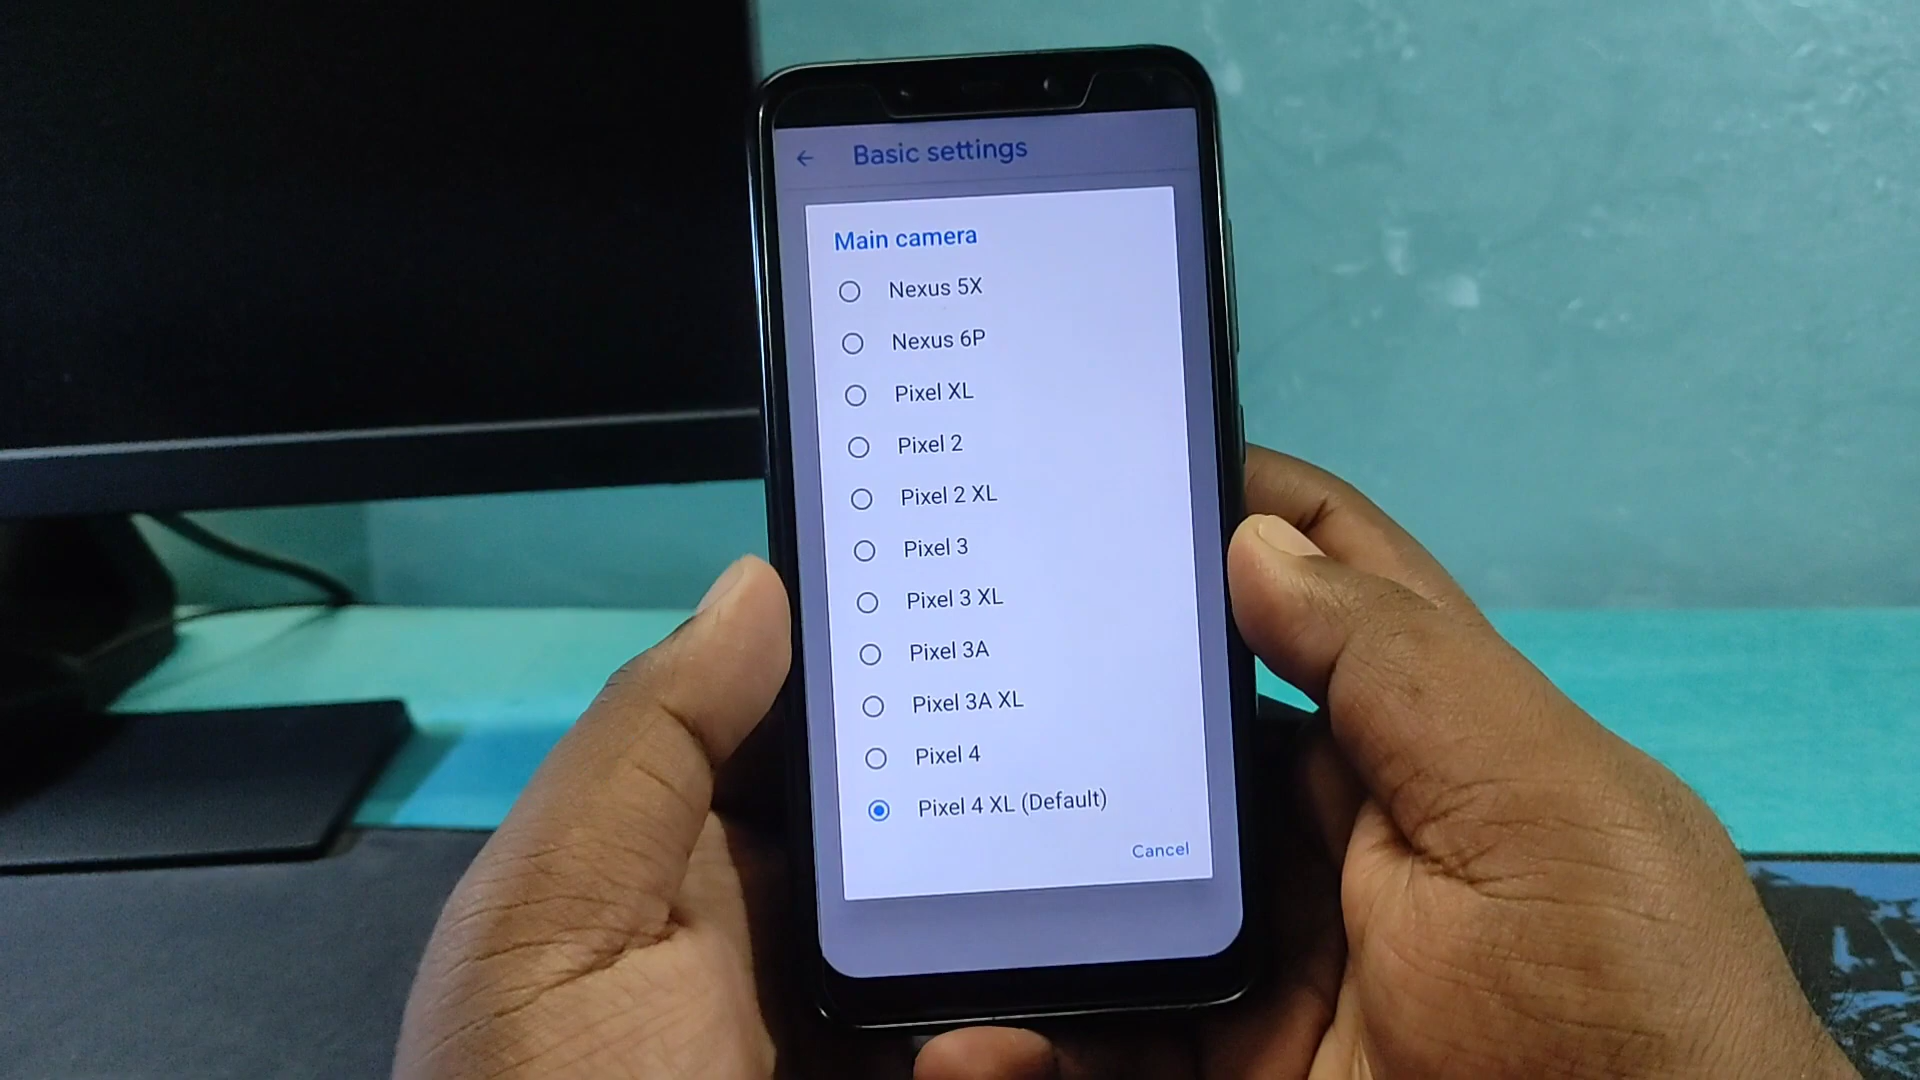 Basic settings
Main camera
Nexus 5X
Nexus 6P
Pixel XL
Pixel 2
Pixel 2 XL
Pixel 3
Pixel 3 XL
Pixel 3A
Pixel 3A XL
Pixel 4
Pixel 4 XL (Default)
Cancel